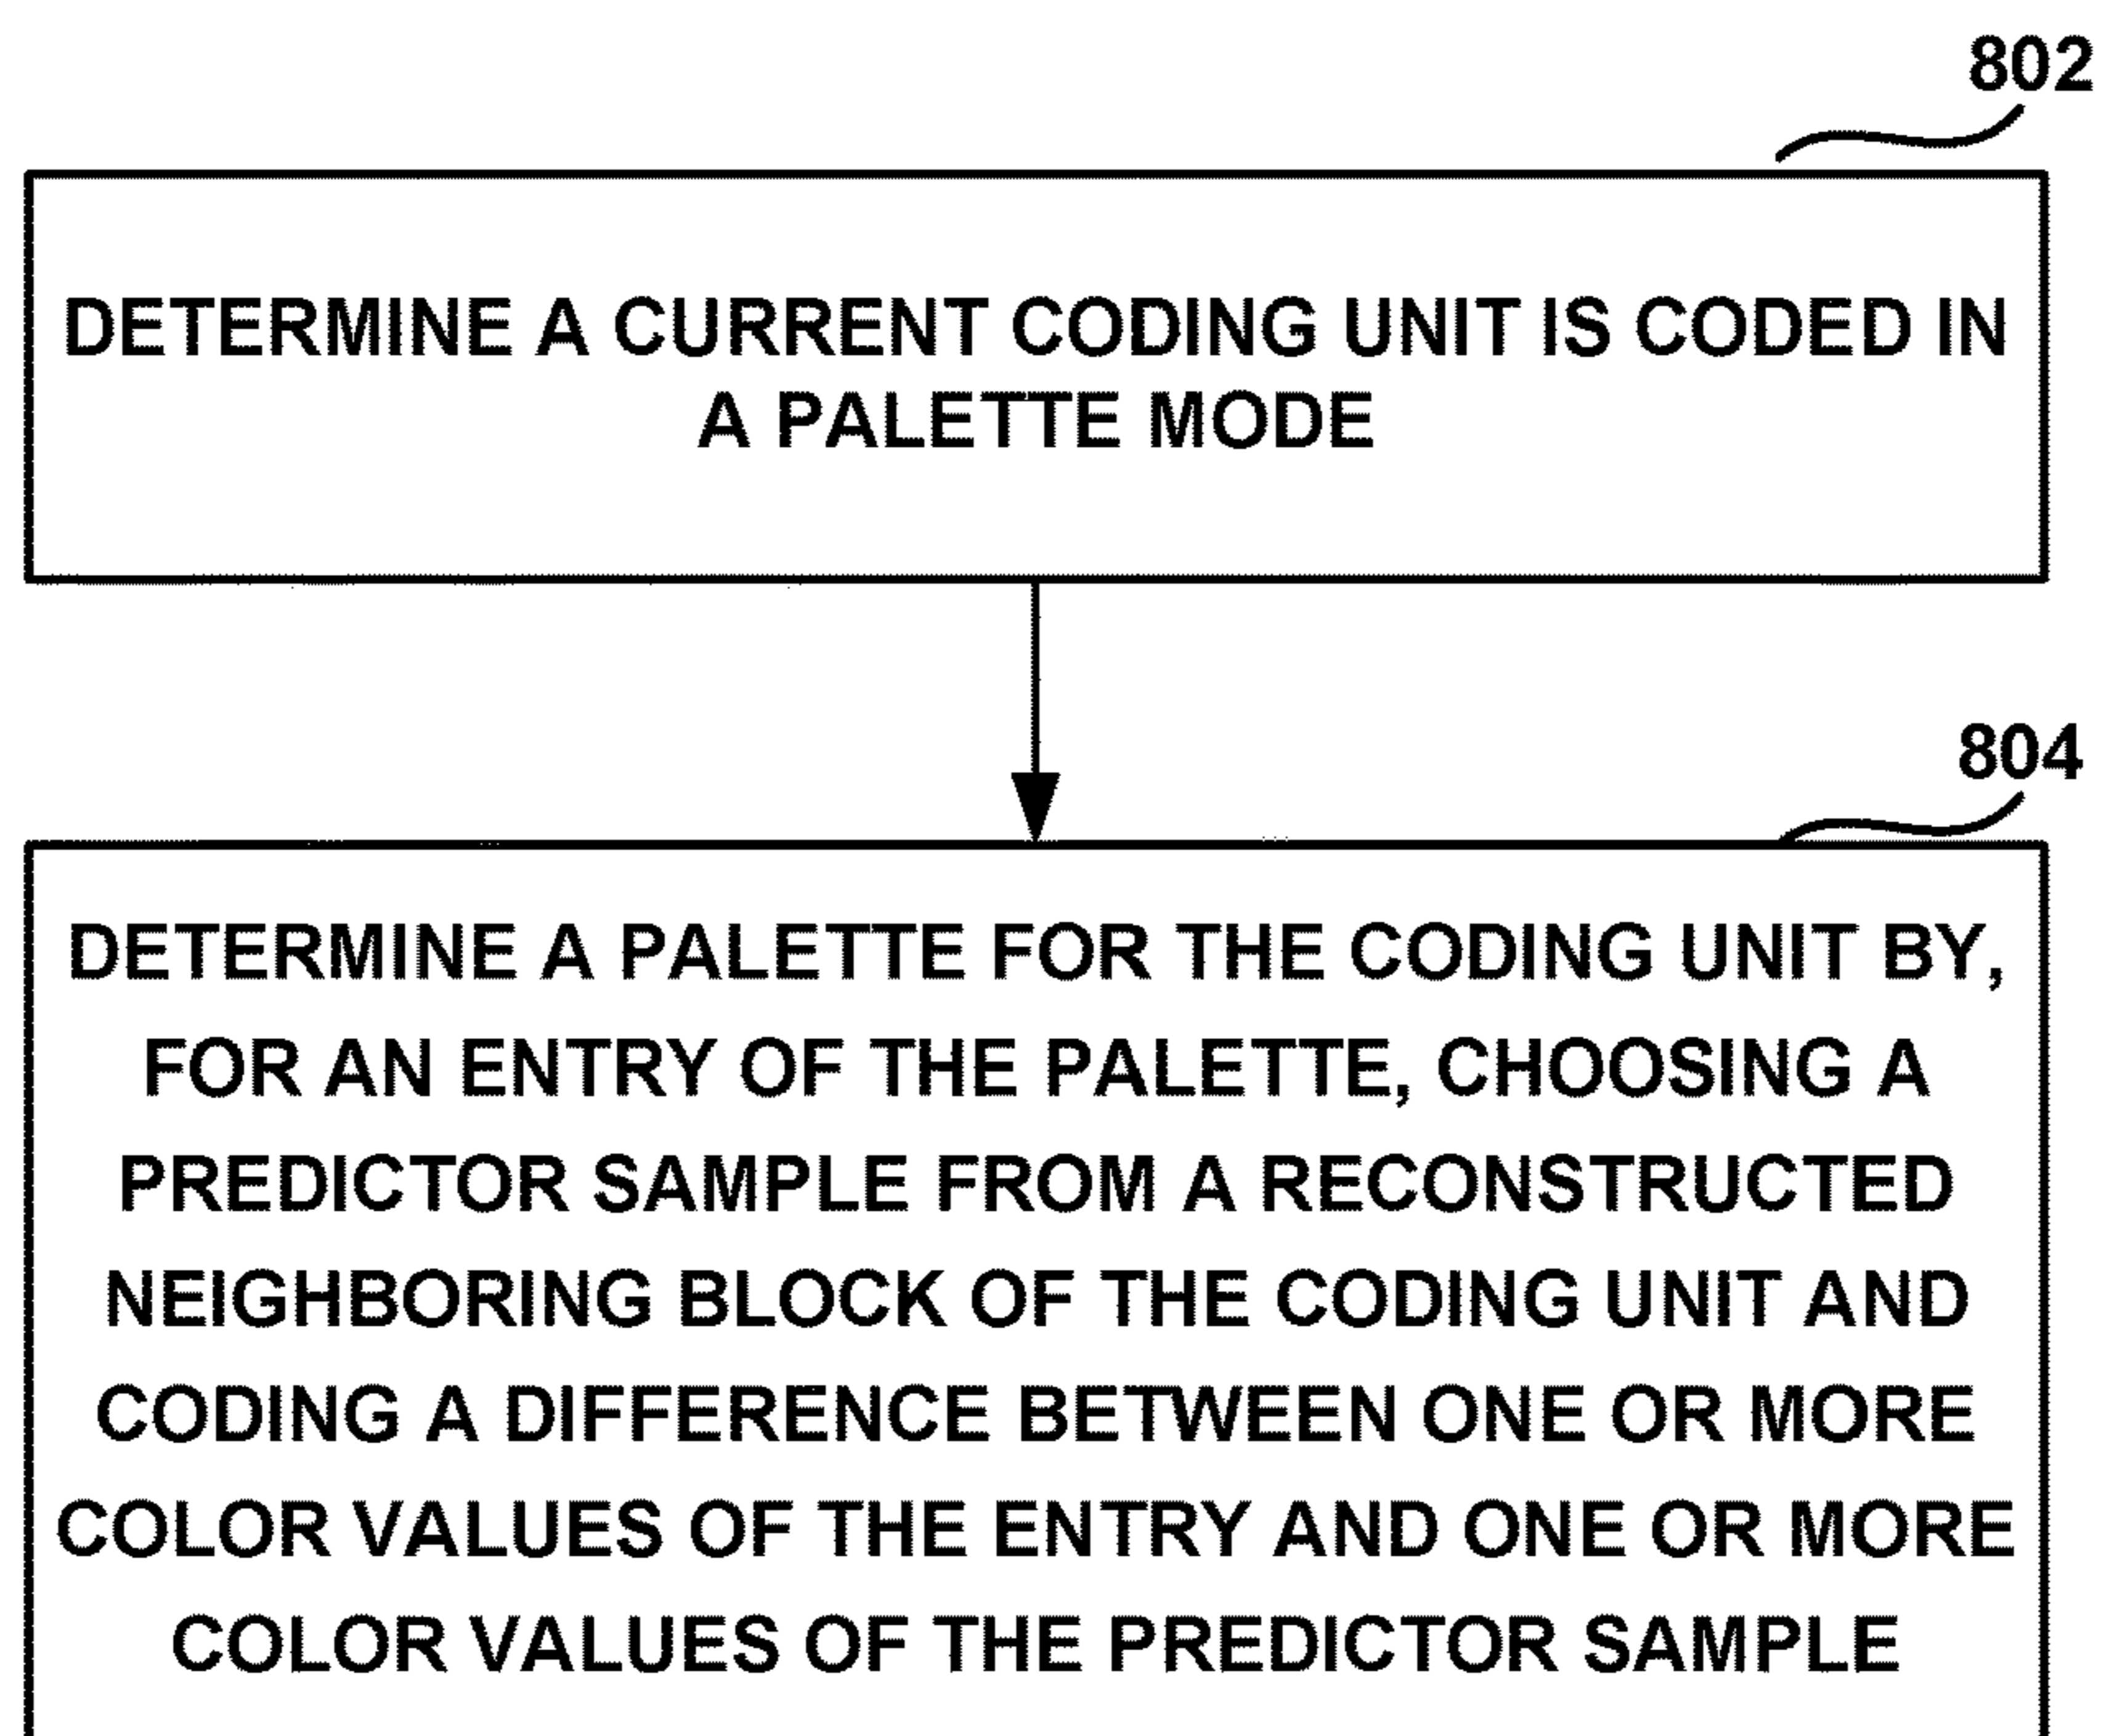 802
DETERMINE A CURRENT CODING UNIT IS CODED IN
A PALETTE MODE
804
DETERMINE A PALETTE FOR THE CODING UNIT BY,
FOR AN ENTRY OF THE PALETTE, CHOOSING A
PREDICTOR SAMPLE FROM A RECONSTRUCTED
NEIGHBORING BLOCK OF THE CODING UNIT AND
CODING A DIFFERENCE BETWEEN ONE OR MORE
COLOR VALUES OF THE ENTRY AND ONE OR MORE
COLOR VALUES OF THE PREDICTOR SAMPLE